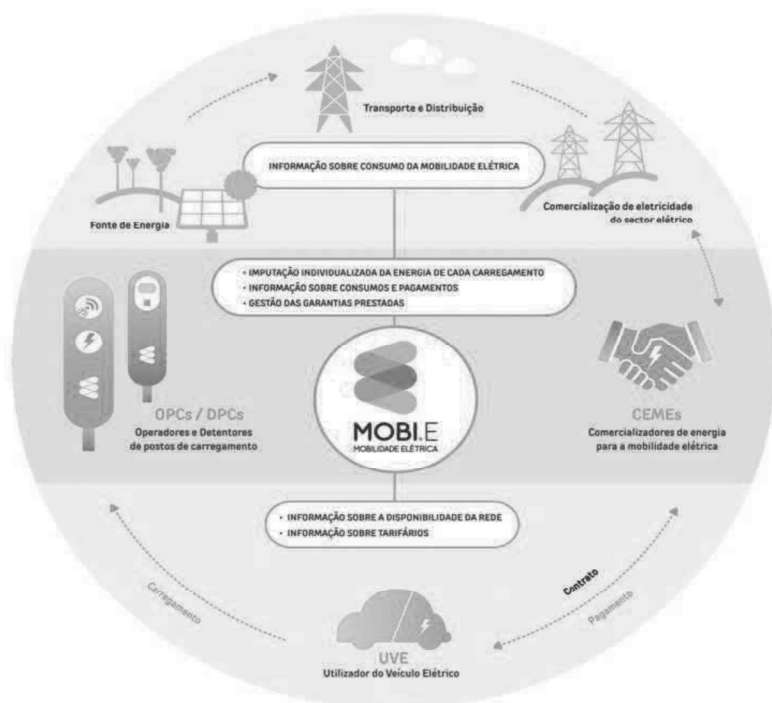 Transporte e Distribuição
INFORMAÇÃO SOBRE CONSUMO DA MOBILIDADE ELÉTRICA
Fonte de Energia
Comercialização de eletricidade
do sector elétrico
• IMPUTAÇÃO INDIVIDUALIZADA DA ENERGIA DE CADA CARREGAMENTO
• INFORMAÇÃO SOBRE CONSUMOS E PAGAMENTOS
• GESTÃO DAS GARANTIAS PRESTADAS
OPCs / DPCs
Operadores e Detentores
de postos de carregamento
MOBI.E
MOBILIDADE ELÉTRICA
CEMEs
Comercializadores de energia
para a mobilidade elétrica
• INFORMAÇÃO SOBRE A DISPONIBILIDADE DA REDE
• INFORMAÇÃO SOBRE TARIFÁRIOS
Carregamento
Contrato
Pagamento
UVE
Utilizador do Veículo Elétrico